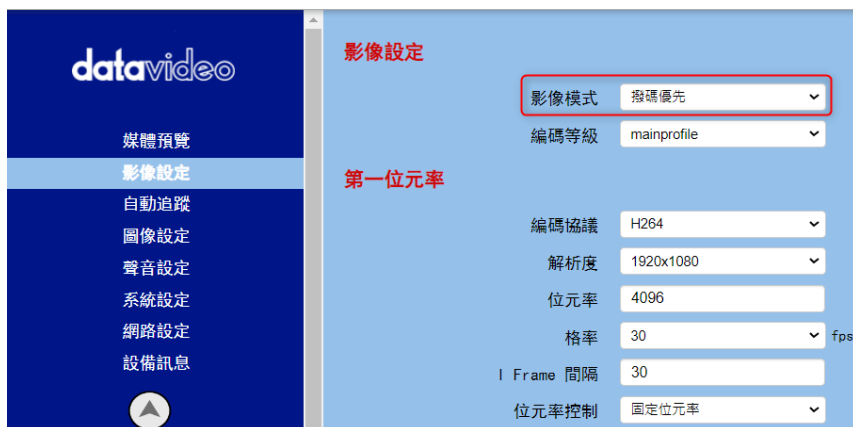 datavideo
媒體預覽
影像設定
自動追蹤
圖像設定
聲音設定
系統設定
網路設定
設備訊息
影像設定
影像模式 撥碼優先
編碼等級 mainprofile
第一位元率
編碼協議 H264
解析度 1920x1080
位元率 4096
格率 30 fps
I Frame 間隔 30
位元率控制 固定位元率